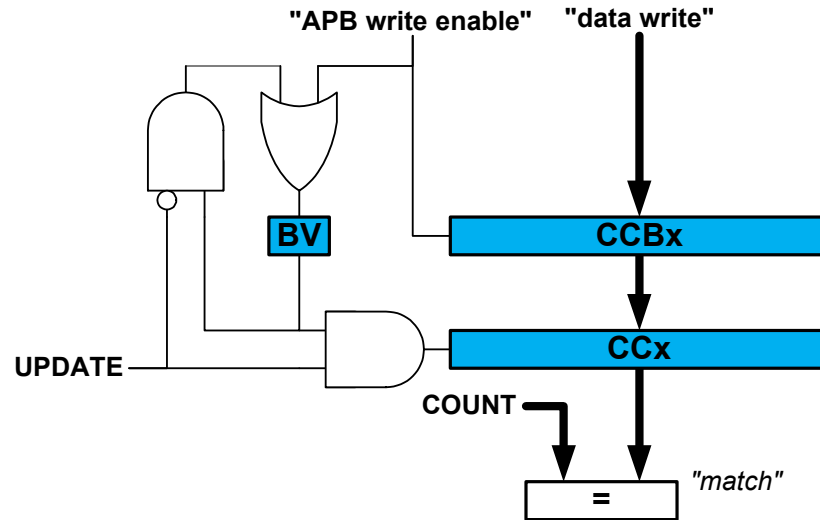 "APB write enable"
"data write"
BV
CCBx
UPDATE
CCx
COUNT
=
"match"